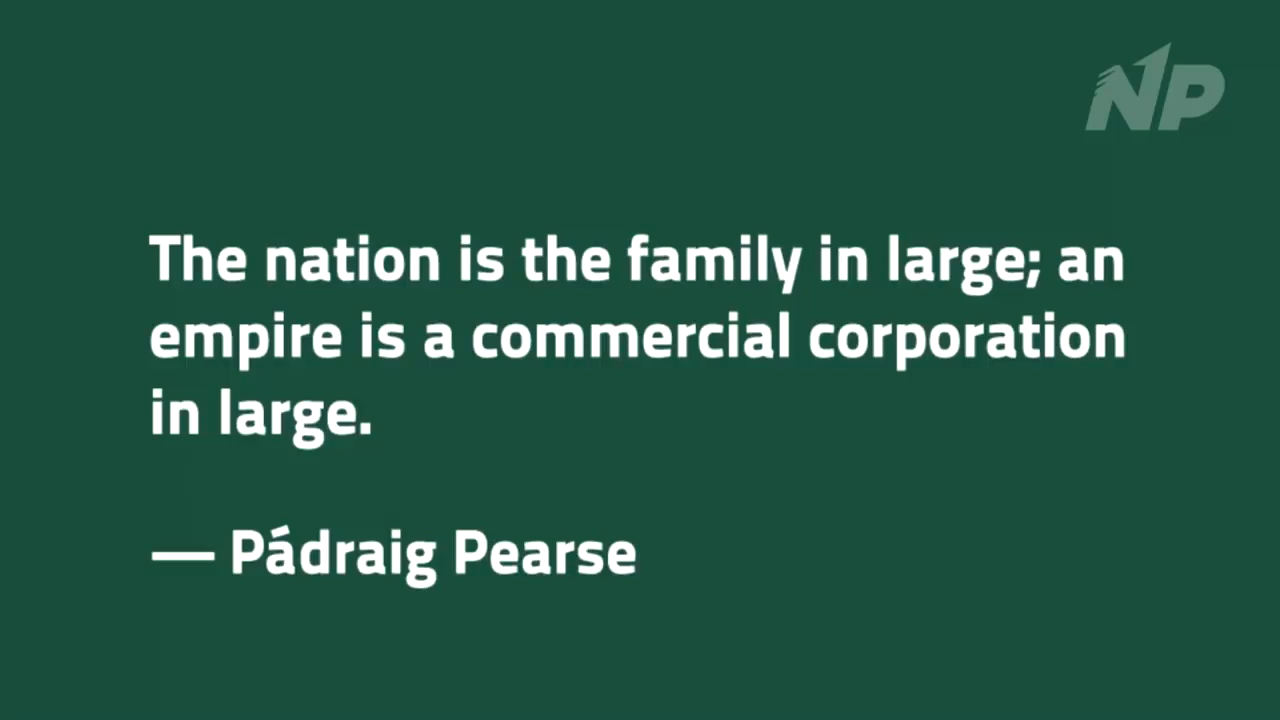 NP
The nation is the family in large; an
empire is a commercial corporation
in large.
— Pádraig Pearse